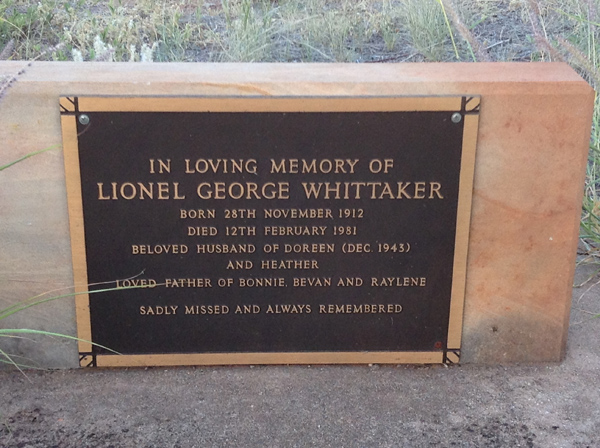 IN LOVING MEMORY OF
LIONEL GEORGE WHITTAKER
BORN 28TH NOVEMBER 1912
DIED 12TH FEBRUARY 1981
BELOVED HUSBAND OF DOREEN (DEC. 1943)
AND HEATHER
LOVED FATHER OF BONNIE, BEVAN AND RAYLENE
SADLY MISSED AND ALWAYS REMEMBERED